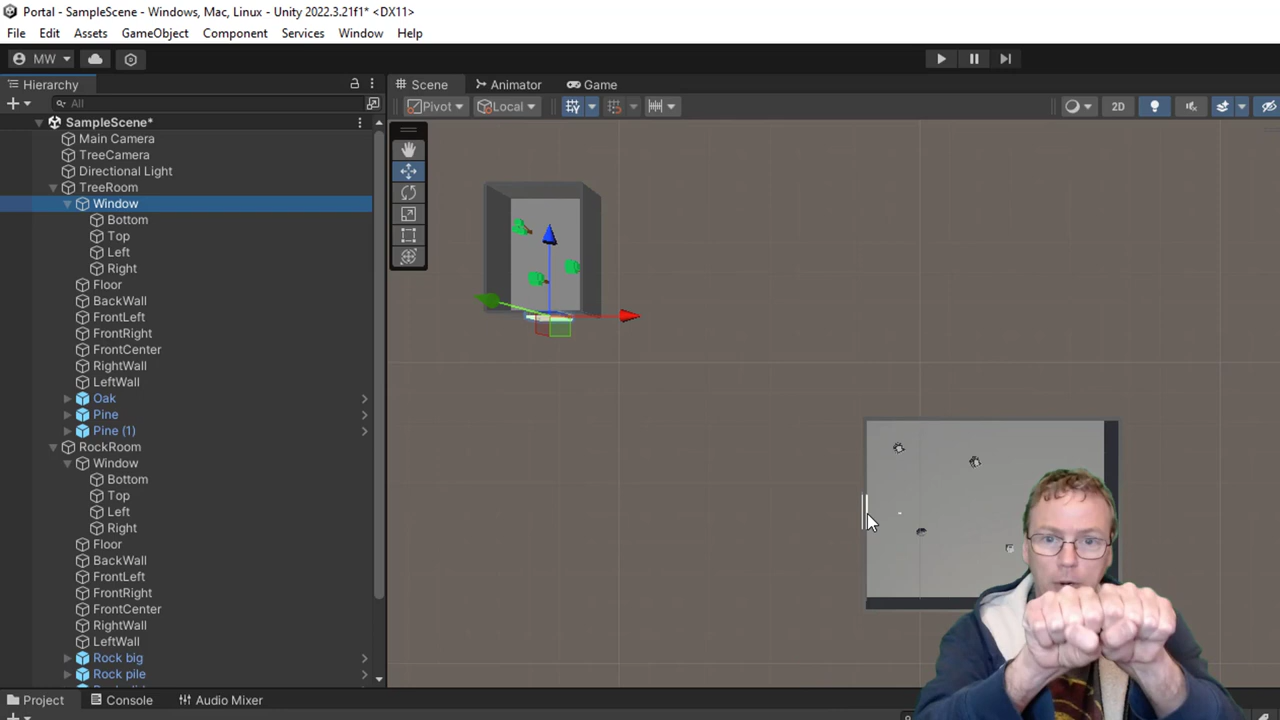 Portal - SampleScene - Windows, Mac, Linux - Unity 2022.3.21f1* <DX11>
File Edit Assets GameObject Component Services Window Help
MW
Hierarchy
Scene Animator Game
All
Pivot Local 2D
SampleScene*
Main Camera
TreeCamera
Directional Light
TreeRoom
Window
Bottom
Top
Left
Right
Floor
BackWall
FrontLeft
FrontRight
FrontCenter
RightWall
LeftWall
Oak
Pine
Pine (1)
RockRoom
Window
Bottom
Top
Left
Right
Floor
BackWall
FrontLeft
FrontRight
FrontCenter
RightWall
LeftWall
Rock big
Rock pile
Project Console Audio Mixer